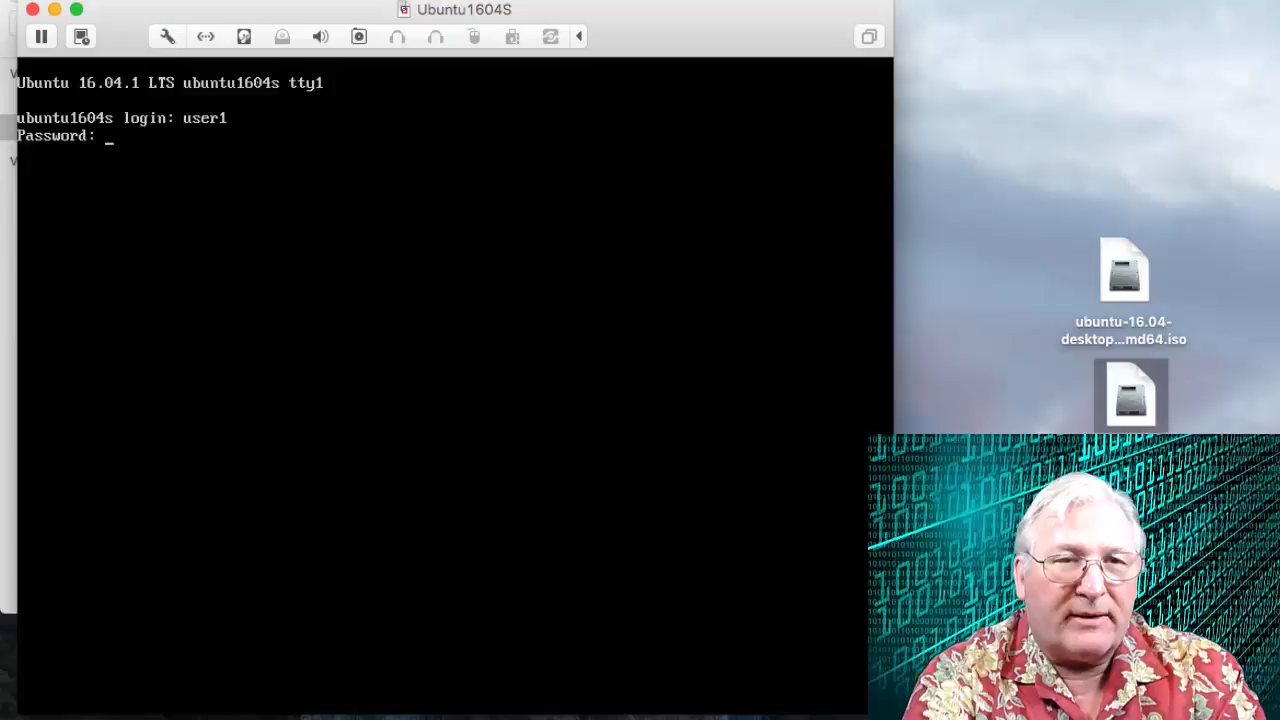 Ubuntu1604S
Ubuntu 16.04.1 LTS ubuntu1604s tty1
ubuntu1604s login: user1
Password: _
ubuntu-16.04-
desktop...md64.iso